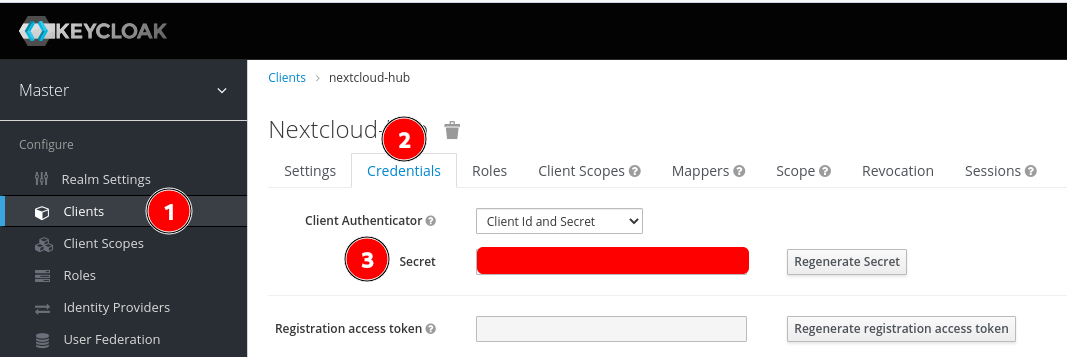 KEYCLOAK
Master
Clients > nextcloud-hub
Configure
Nextcloud-
2
Settings Credentials Roles Client Scopes Mappers Scope Revocation Sessions
Realm Settings
Clients 1
Client Scopes
Roles
Identity Providers
User Federation
Client Authenticator Client Id and Secret
3 Secret Regenerate Secret
Registration access token Regenerate registration access token